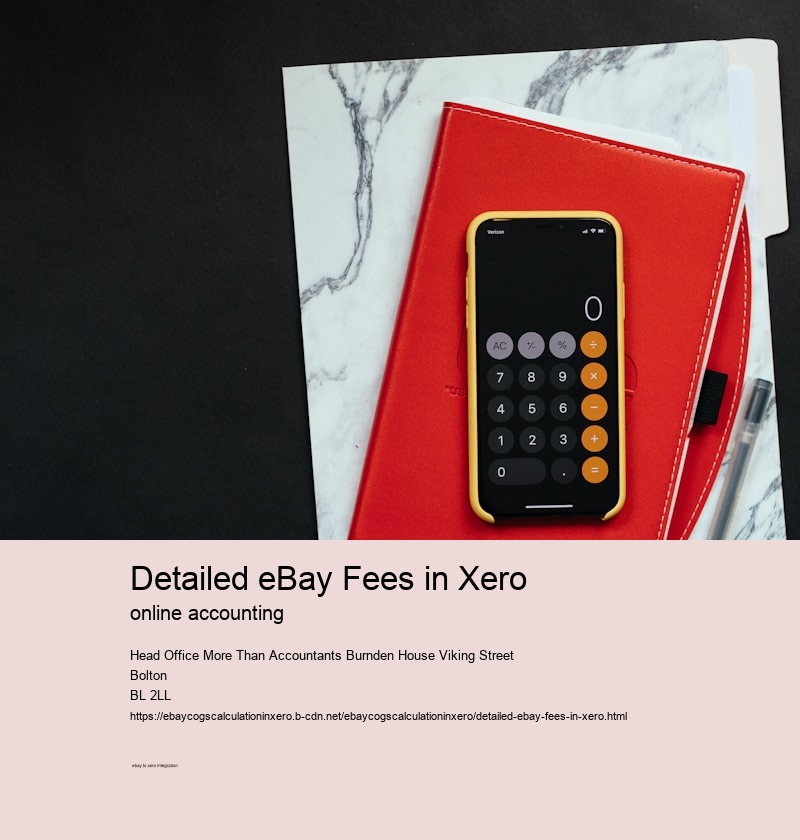 Verizon
0
AC +/- % ÷
7 8 9 ×
4 5 6 −
1 2 3 +
0 . =
Detailed eBay Fees in Xero
online accounting
Head Office More Than Accountants Burnden House Viking Street
Bolton
BL 2LL
https://ebaycogscalculationinxero.b-cdn.net/ebaycogscalculationinxero/detailed-ebay-fees-in-xero.html
ebay to xero integration